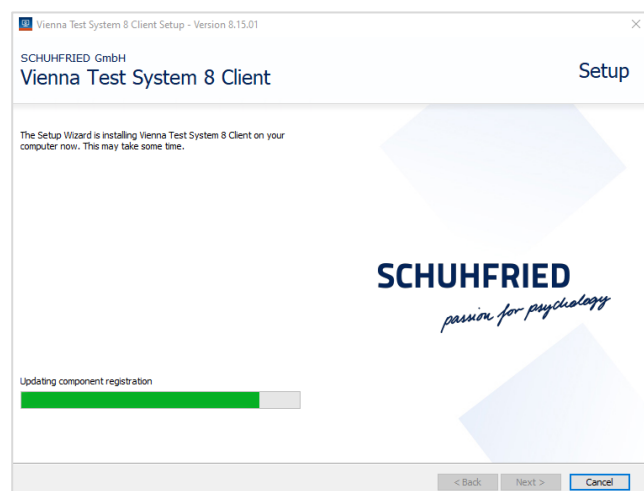 Vienna Test System 8 Client Setup - Version 8.15.01
SCHUHFRIED GmbH
Vienna Test System 8 Client
Setup
The Setup Wizard is installing Vienna Test System 8 Client on your
computer now. This may take some time.
SCHUHFRIED
passion for psychology
Updating component registration
< Back
Next >
Cancel